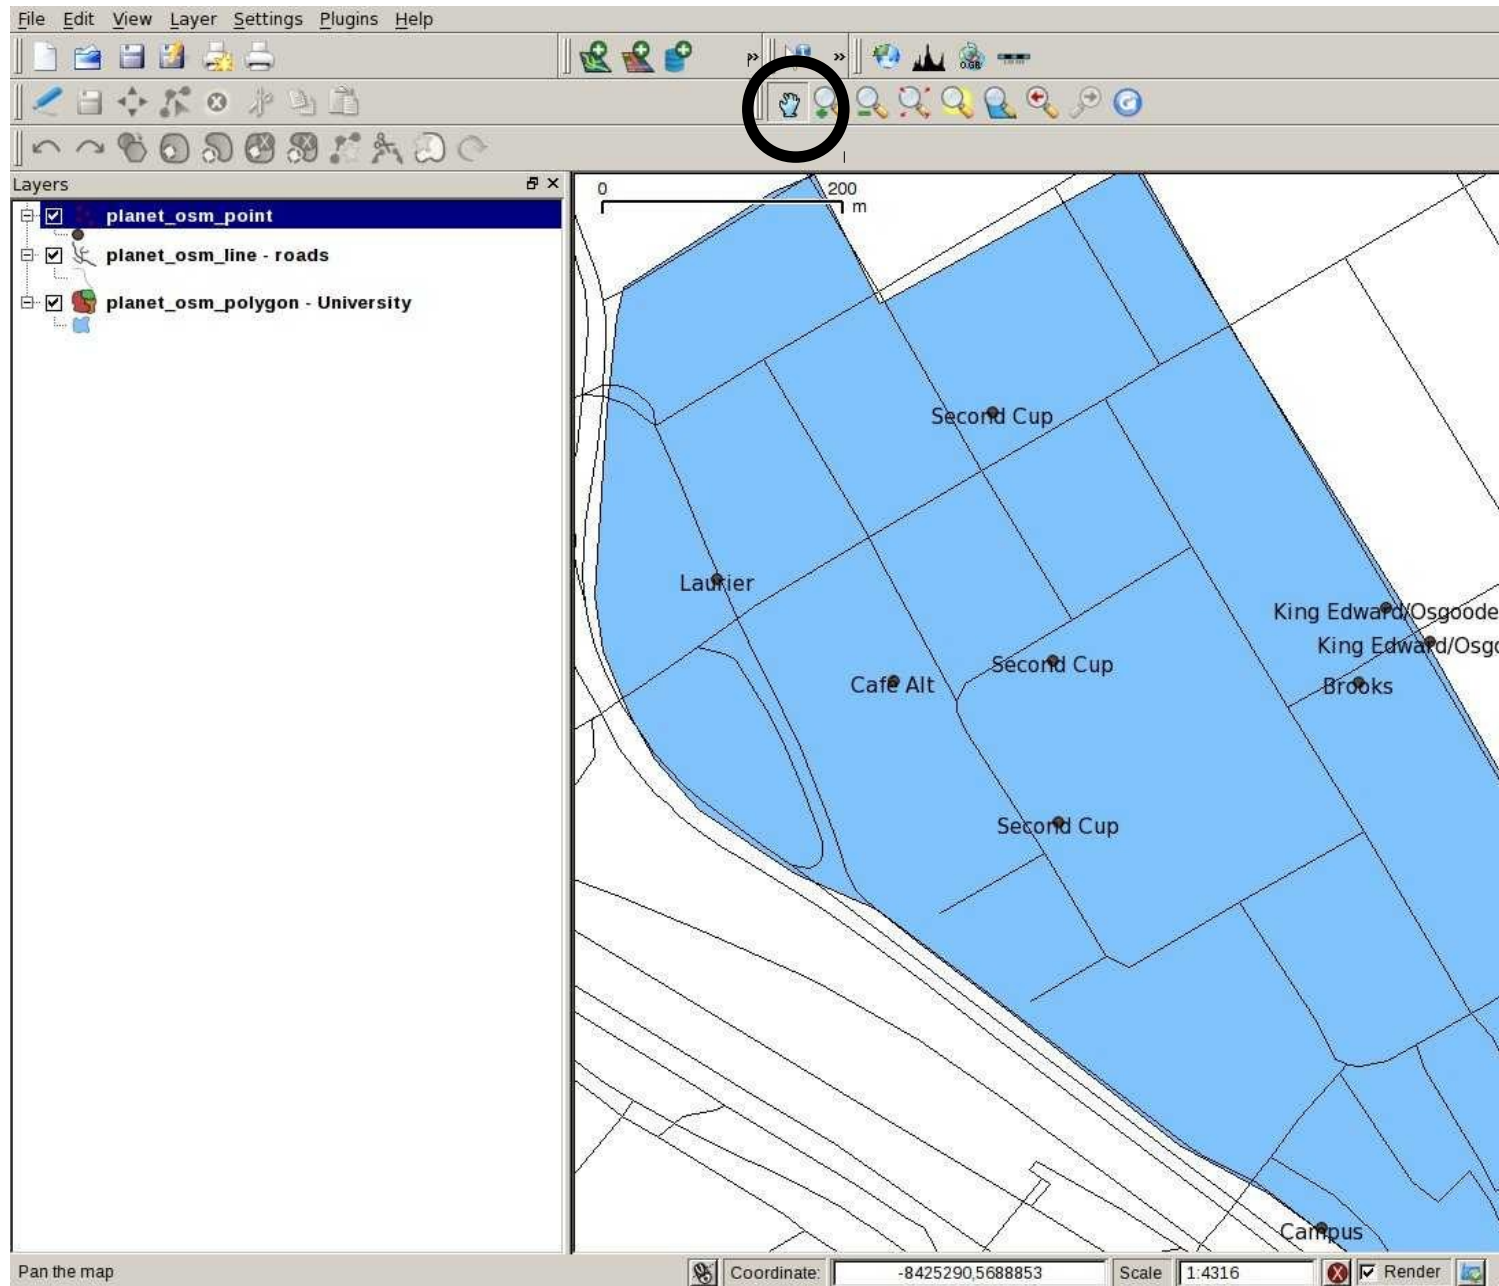 File Edit View Layer Settings Plugins Help
Layers
planet_osm_point
planet_osm_line - roads
planet_osm_polygon - University
0 200
m
Second Cup
Laurier
King Edward/Osgoode
King Edward/Osgo
Second Cup
Café Alt
Brooks
Second Cup
Campus
Pan the map Coordinate: -8425290,5688853 Scale 1:4316 Render